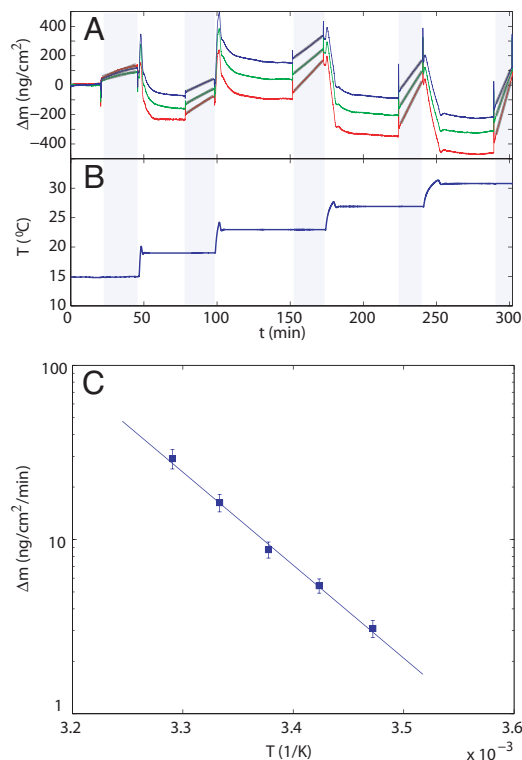 A
400
200
0
−200
−400
Δm (ng/cm²)
B
30
25
20
15
10
T (⁰C)
0 50 100 150 200 250 300
t (min)
C
100
10
1
Δm (ng/cm²/min)
3.2 3.3 3.4 3.5 3.6
T (1/K)
x 10⁻³